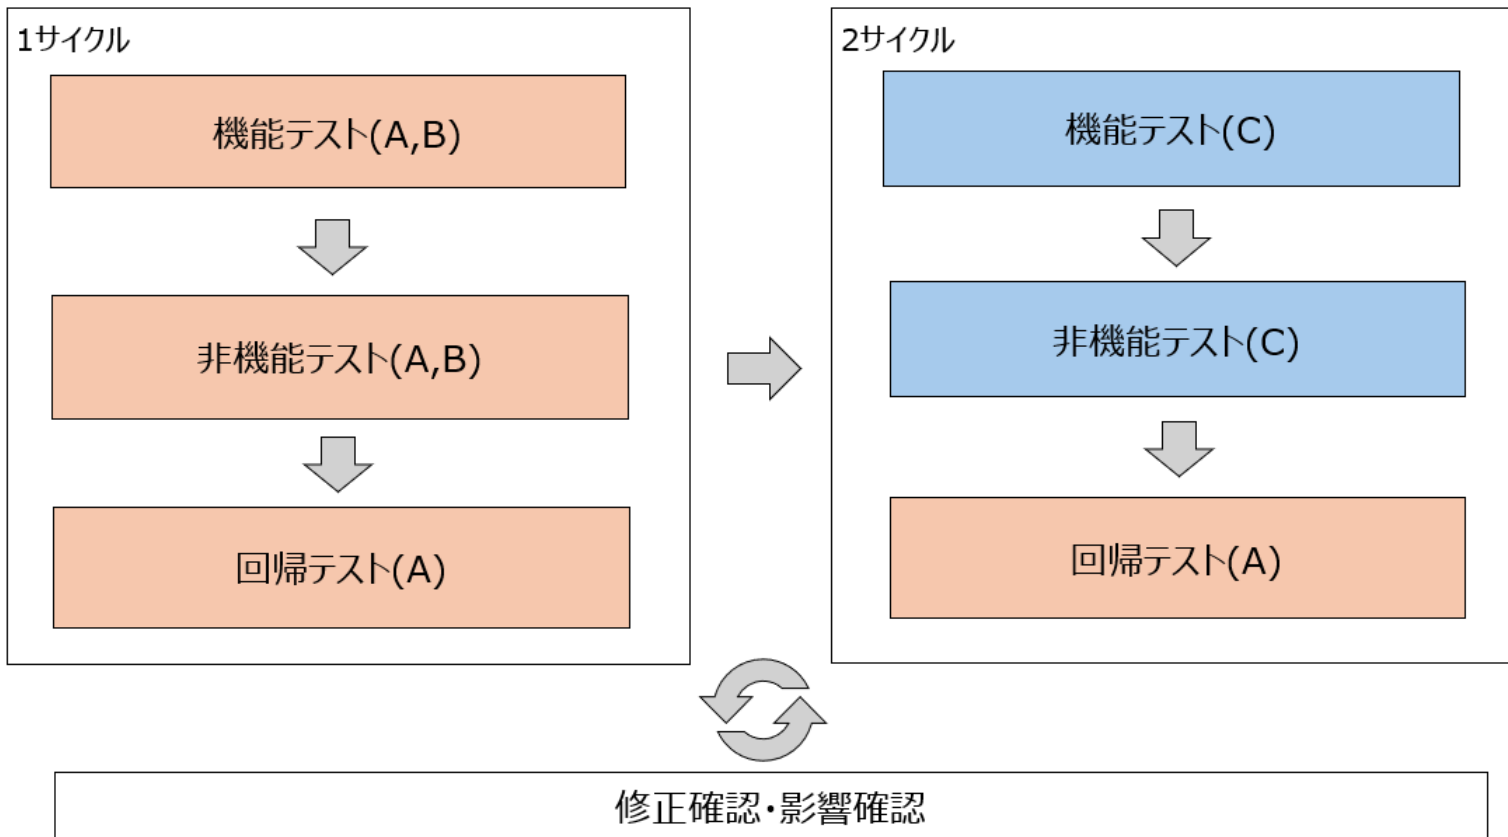 1サイクル
機能テスト(A,B)
非機能テスト(A,B)
回帰テスト(A)
2サイクル
機能テスト(C)
非機能テスト(C)
回帰テスト(A)
修正確認・影響確認